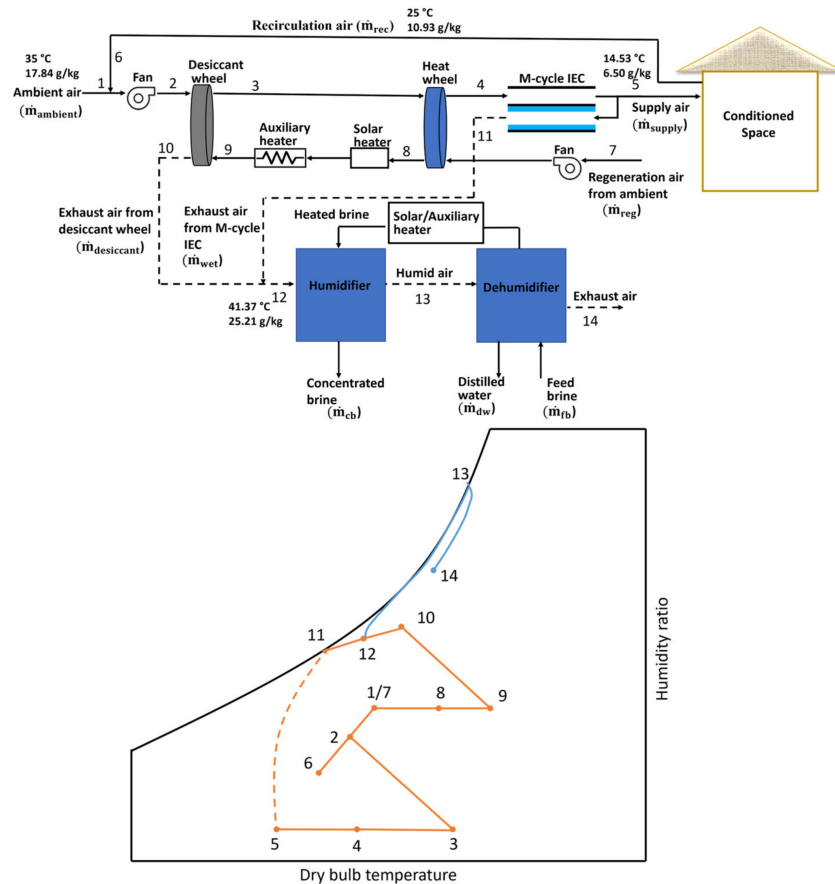 Recirculation air (ṁrec)
25 °C
10.93 g/kg
6
35 °C
17.84 g/kg
1
Ambient air
(ṁambient)
Fan
2
Desiccant
wheel
3
Heat
wheel
4
M-cycle IEC
14.53 °C
6.50 g/kg
5
Supply air
(ṁsupply)
Conditioned
Space
11
10
9
Auxiliary
heater
Solar
heater
8
Fan
7
Regeneration air
from ambient
(ṁreg)
Exhaust air from
desiccant wheel
(ṁdesiccant)
Exhaust air
from M-cycle
IEC
(ṁwet)
Heated brine
Solar/Auxiliary
heater
12
41.37 °C
25.21 g/kg
Humidifier
Humid air
13
Dehumidifier
Exhaust air
14
Concentrated
brine
(ṁcb)
Distilled
water
(ṁdw)
Feed
brine
(ṁfb)
13
14
10
11
12
1/7
8
9
2
6
5
4
3
Humidity ratio
Dry bulb temperature